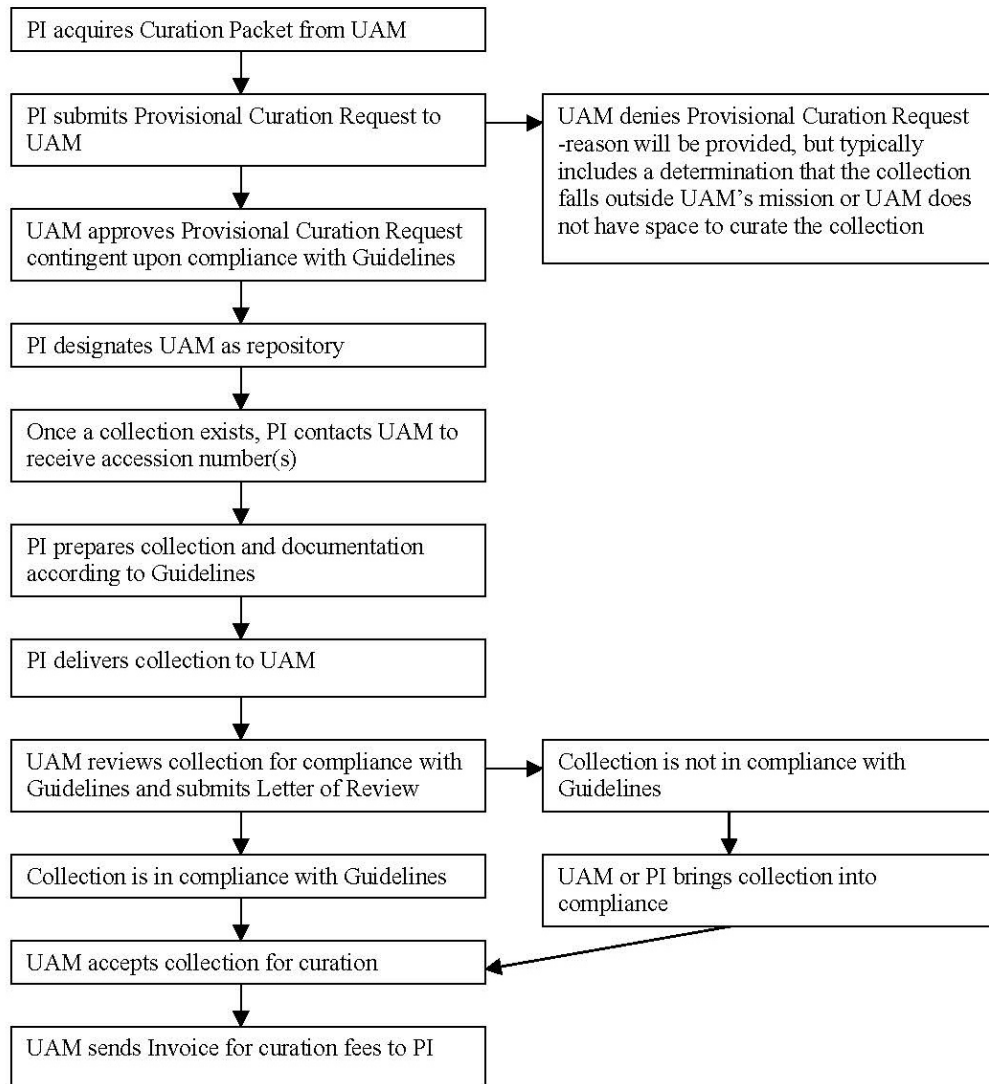 PI acquires Curation Packet from UAM
PI submits Provisional Curation Request to
UAM
UAM denies Provisional Curation Request
-reason will be provided, but typically
includes a determination that the collection
falls outside UAM's mission or UAM does
not have space to curate the collection
UAM approves Provisional Curation Request
contingent upon compliance with Guidelines
PI designates UAM as repository
Once a collection exists, PI contacts UAM to
receive accession number(s)
PI prepares collection and documentation
according to Guidelines
PI delivers collection to UAM
UAM reviews collection for compliance with
Guidelines and submits Letter of Review
Collection is not in compliance with
Guidelines
Collection is in compliance with Guidelines
UAM or PI brings collection into
compliance
UAM accepts collection for curation
UAM sends Invoice for curation fees to PI